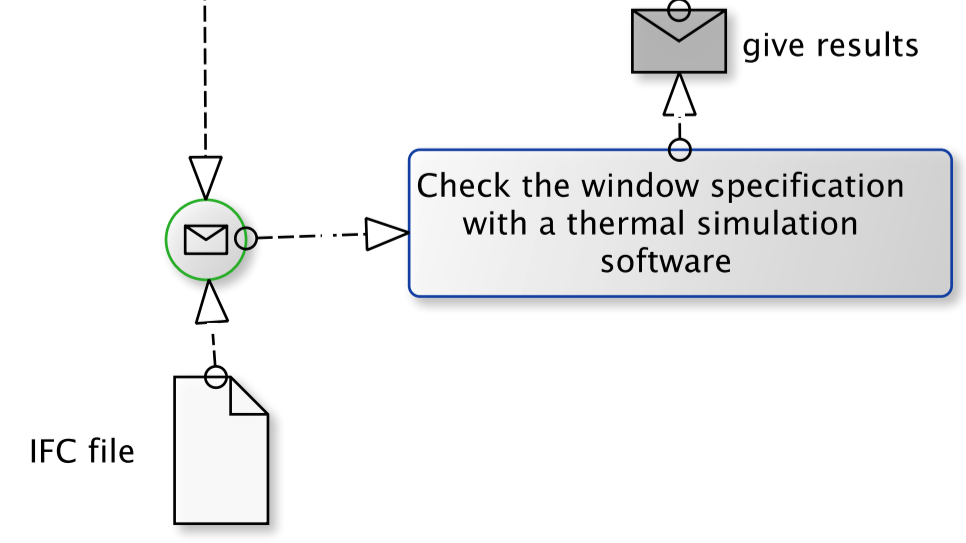 give results
Check the window specification
with a thermal simulation
software
IFC file